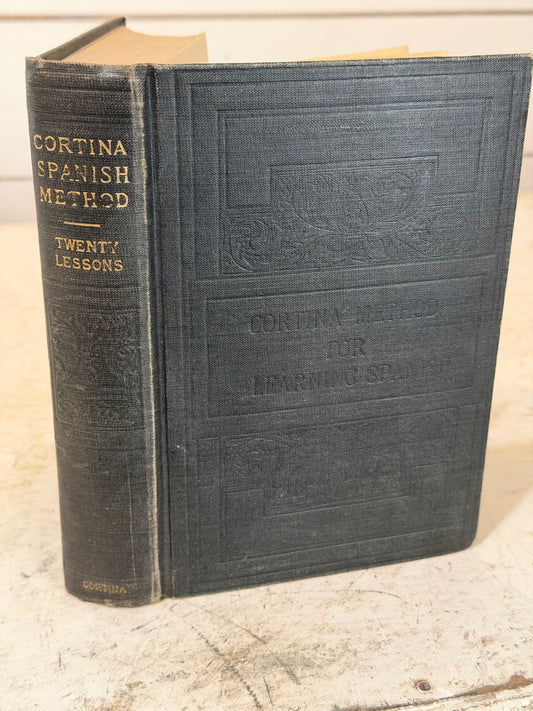 CORTINA
SPANISH
METHOD
TWENTY
LESSONS
CORTINA
CORTINA METHOD
FOR
LEARNING SPANISH